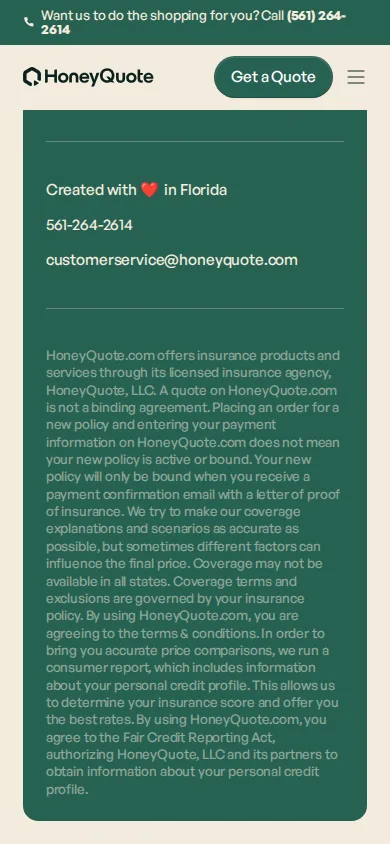 Want us to do the shopping for you? Call (561) 264-
2614
HoneyQuote
Get a Quote
Created with ❤️ in Florida
561-264-2614
customerservice@honeyquote.com
HoneyQuote.com offers insurance products and
services through its licensed insurance agency,
HoneyQuote, LLC. A quote on HoneyQuote.com
is not a binding agreement. Placing an order for a
new policy and entering your payment
information on HoneyQuote.com does not mean
your new policy is active or bound. Your new
policy will only be bound when you receive a
payment confirmation email with a letter of proof
of insurance. We try to make our coverage
explanations and scenarios as accurate as
possible, but sometimes different factors can
influence the final price. Coverage may not be
available in all states. Coverage terms and
exclusions are governed by your insurance
policy. By using HoneyQuote.com, you are
agreeing to the terms & conditions. In order to
bring you accurate price comparisons, we run a
consumer report, which includes information
about your personal credit profile. This allows us
to determine your insurance score and offer you
the best rates. By using HoneyQuote.com, you
agree to the Fair Credit Reporting Act,
authorizing HoneyQuote, LLC and its partners to
obtain information about your personal credit
profile.